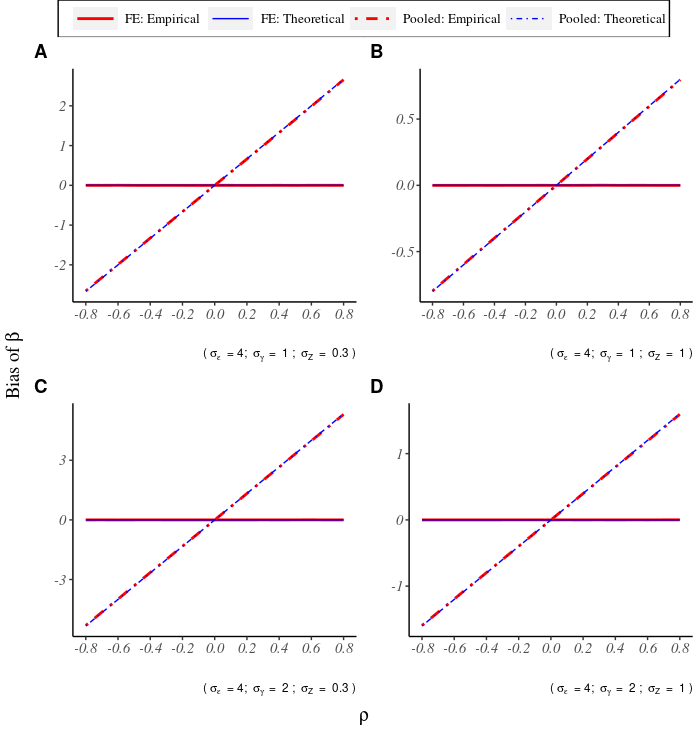 FE: Empirical FE: Theoretical Pooled: Empirical Pooled: Theoretical
A
2
1
0
-1
-2
-0.8 -0.6 -0.4 -0.2 0.0 0.2 0.4 0.6 0.8
( σε = 4; σγ = 1 ; σZ = 0.3 )
B
0.5
0.0
-0.5
-0.8 -0.6 -0.4 -0.2 0.0 0.2 0.4 0.6 0.8
( σε = 4; σγ = 1 ; σZ = 1 )
Bias of β
C
3
0
-3
-0.8 -0.6 -0.4 -0.2 0.0 0.2 0.4 0.6 0.8
( σε = 4; σγ = 2 ; σZ = 0.3 )
D
1
0
-1
-0.8 -0.6 -0.4 -0.2 0.0 0.2 0.4 0.6 0.8
( σε = 4; σγ = 2 ; σZ = 1 )
ρ